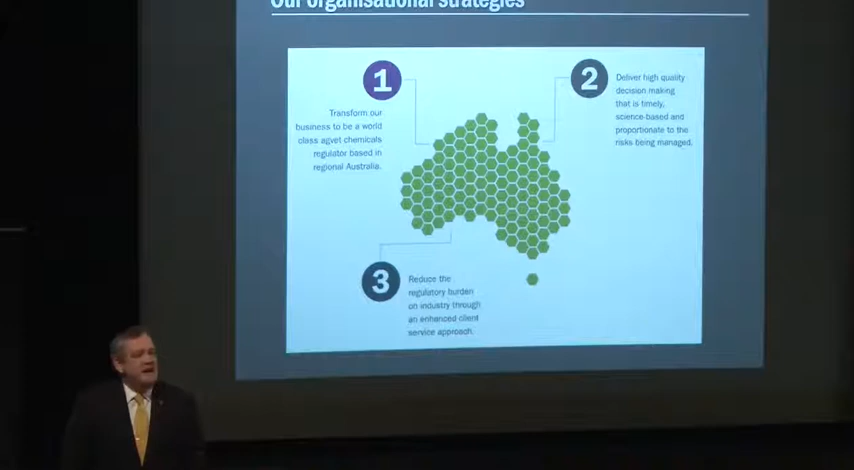 Our organisational strategies
1
Transform our
business to be a world
class agvet chemicals
regulator based in
regional Australia.
2
Deliver high quality
decision making
that is timely,
science-based and
proportionate to the
risks being managed.
3
Reduce the
regulatory burden
on industry through
an enhanced client
service approach.